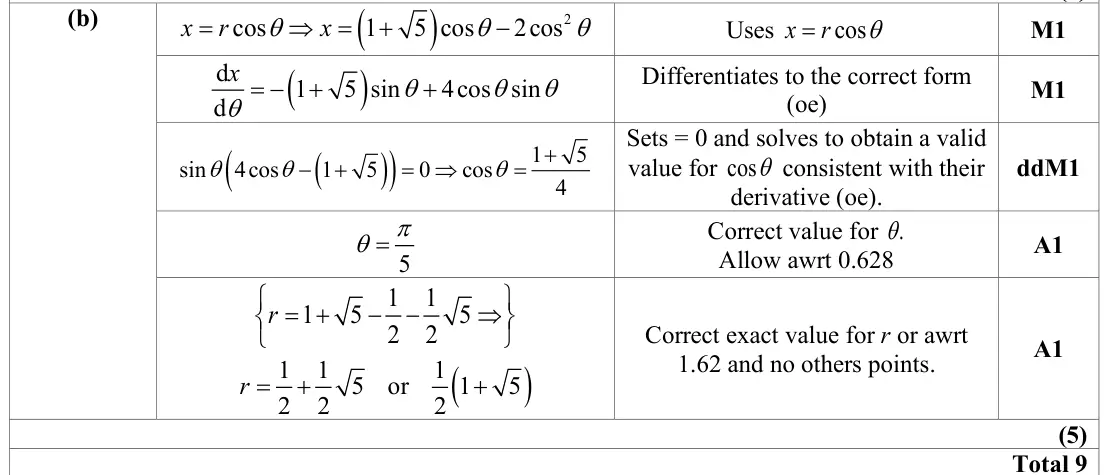 (b)
x = r cos θ ⇒ x = (1 + √5) cos θ − 2 cos² θ
Uses x = r cos θ
M1
dx/dθ = −(1 + √5) sin θ + 4 cos θ sin θ
Differentiates to the correct form
(oe)
M1
sin θ (4 cos θ − (1 + √5)) = 0 ⇒ cos θ = (1 + √5)/4
Sets = 0 and solves to obtain a valid
value for cos θ consistent with their
derivative (oe).
ddM1
θ = π/5
Correct value for θ.
Allow awrt 0.628
A1
{r = 1 + √5 − 1/2 − 1/2 √5 ⇒}
r = 1/2 + 1/2 √5 or 1/2 (1 + √5)
Correct exact value for r or awrt
1.62 and no others points.
A1
(5)
Total 9